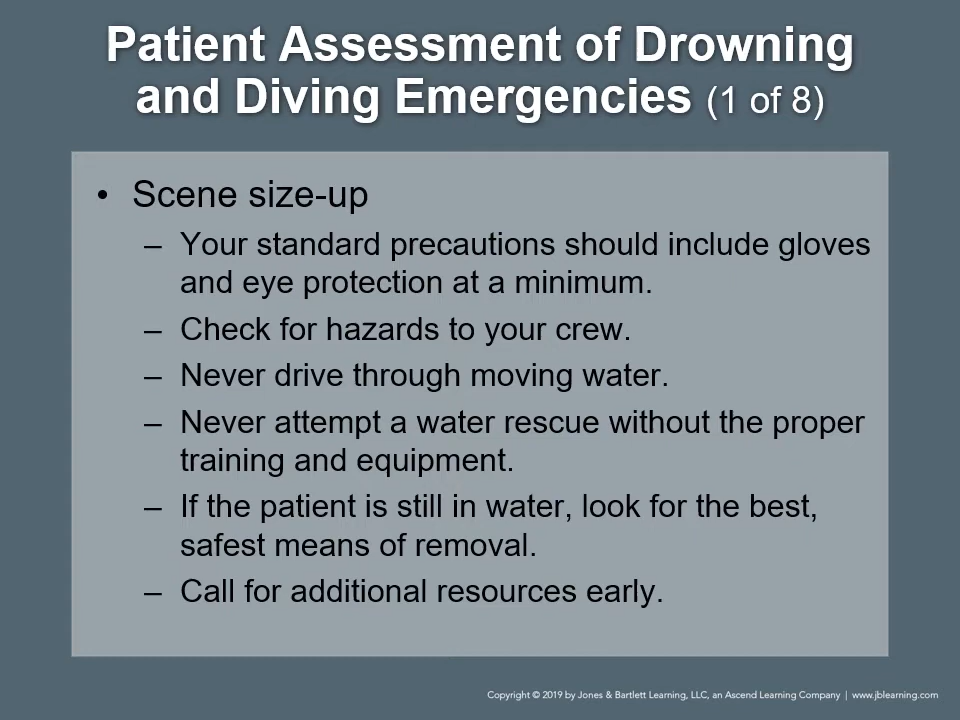 Patient Assessment of Drowning
and Diving Emergencies (1 of 8)
• Scene size-up
– Your standard precautions should include gloves
and eye protection at a minimum.
– Check for hazards to your crew.
– Never drive through moving water.
– Never attempt a water rescue without the proper
training and equipment.
– If the patient is still in water, look for the best,
safest means of removal.
– Call for additional resources early.
Copyright © 2019 by Jones & Bartlett Learning, LLC, an Ascend Learning Company | www.jblearning.com